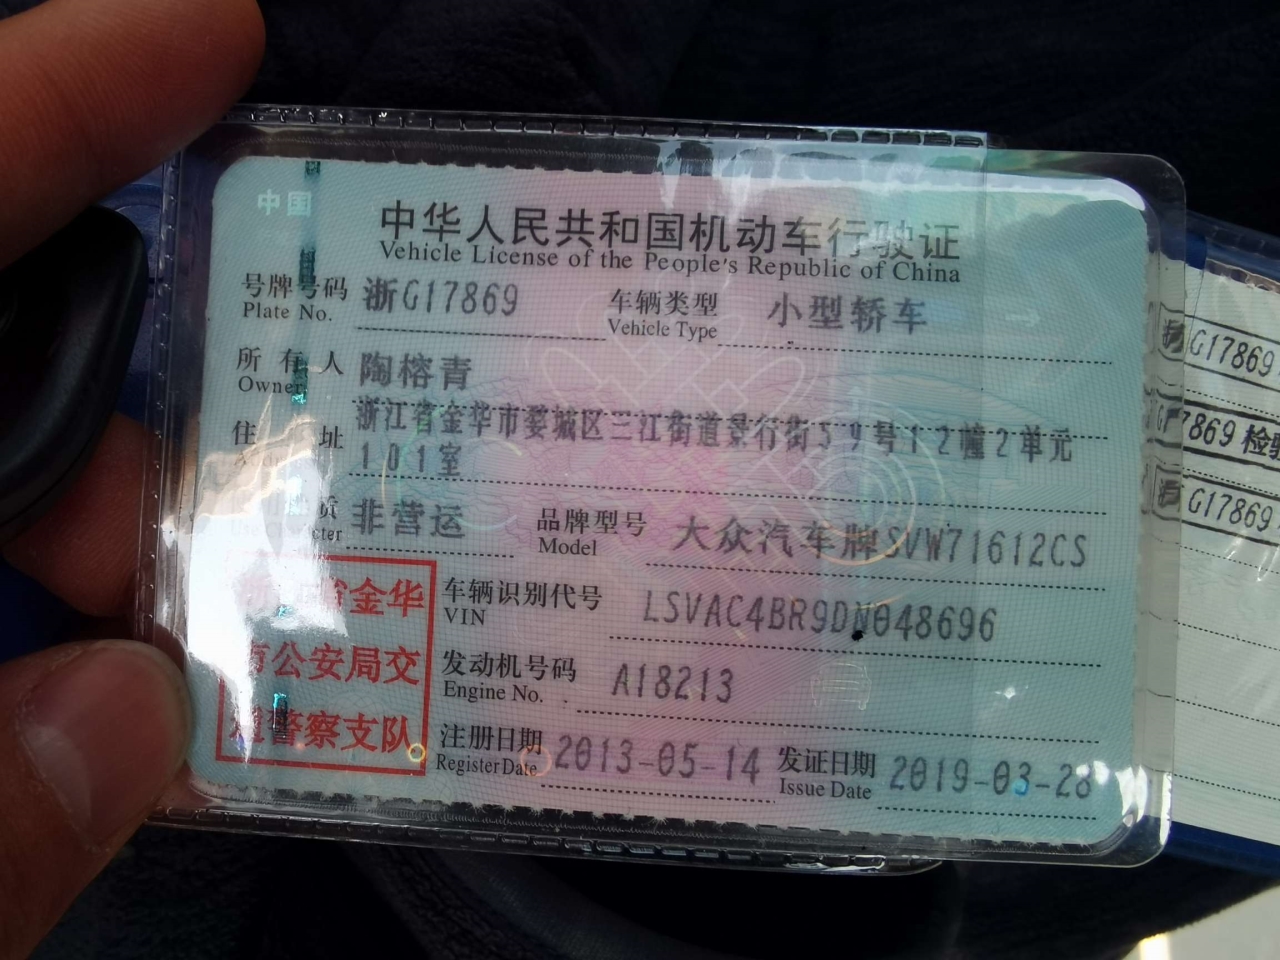 中国
中华人民共和国机动车行驶证
Vehicle License of the People's Republic of China
号牌号码 浙G17869 车辆类型 小型轿车
Plate No. Vehicle Type
所有人 陶榕青
Owner
住址 浙江省金华市婺城区三江街道景行街59号12幢2单元
101室
质 非营运 品牌型号 大众汽车牌SVW71612CS
cter Model
车辆识别代号 LSVAC4BR9DN048696
VIN
发动机号码 A18213
Engine No.
注册日期 2013-05-14 发证日期 2019-03-28
Register Date Issue Date
省金华
公安局交
警察支队
G17869
7869 检验
G17869